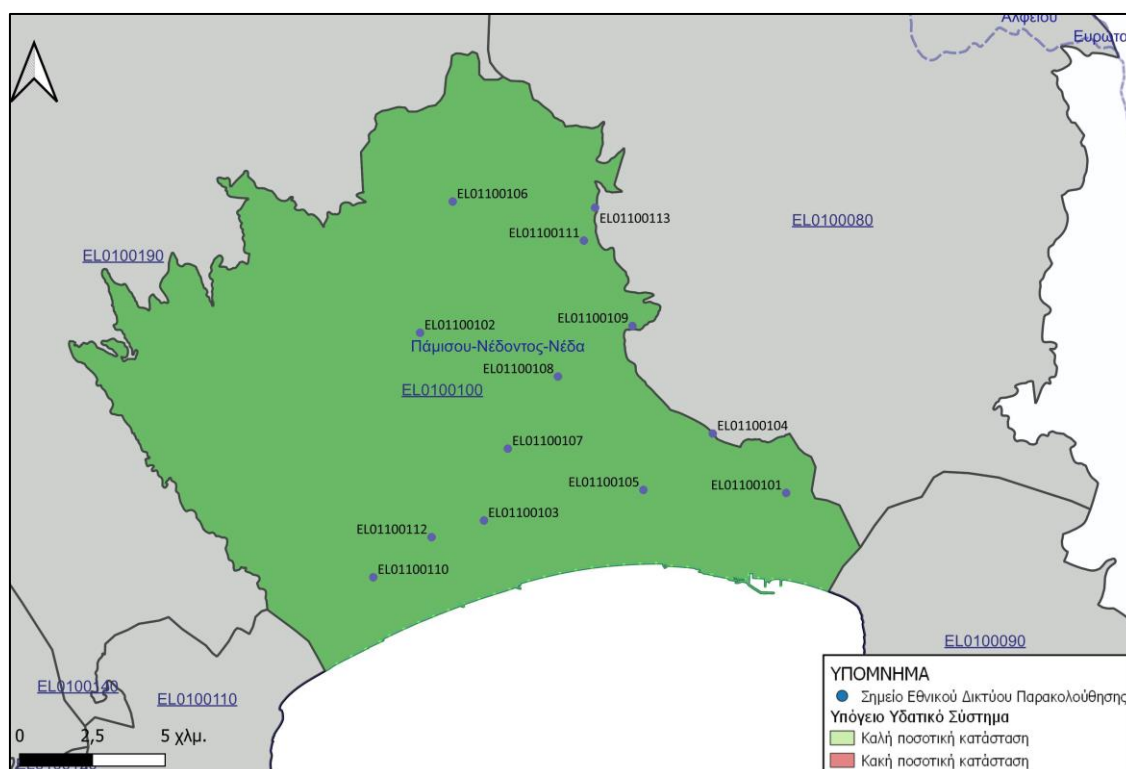 Αλφειού
Ευρώτα
EL01100106
EL01100113
EL0100080
EL01100111
EL0100190
EL01100109
EL01100102
Πάμισου-Νέδοντος-Νέδα
EL01100108
EL0100100
EL01100104
EL01100107
EL01100105
EL01100101
EL01100103
EL01100112
EL01100110
EL0100090
EL0100140
EL0100110
ΥΠΟΜΝΗΜΑ
Σημείο Εθνικού Δικτύου Παρακολούθησης
Υπόγειο Υδατικό Σύστημα
Καλή ποσοτική κατάσταση
Κακή ποσοτική κατάσταση
0 2,5 5 χλμ.